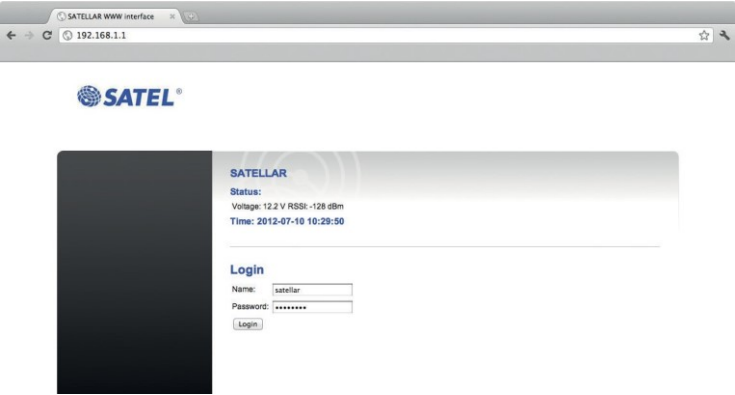 SATELLAR WWW interface
192.168.1.1
SATEL®
SATELLAR
Status:
Voltage: 12.2 V RSSI: -128 dBm
Time: 2012-07-10 10:29:50
Login
Name: satellar
Password: ••••••••
Login